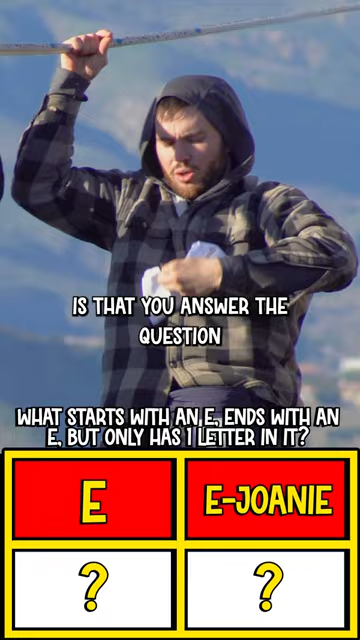 IS THAT YOU ANSWER THE
QUESTION
WHAT STARTS WITH AN E, ENDS WITH AN
E, BUT ONLY HAS 1 LETTER IN IT?
E
E-JOANIE
?
?